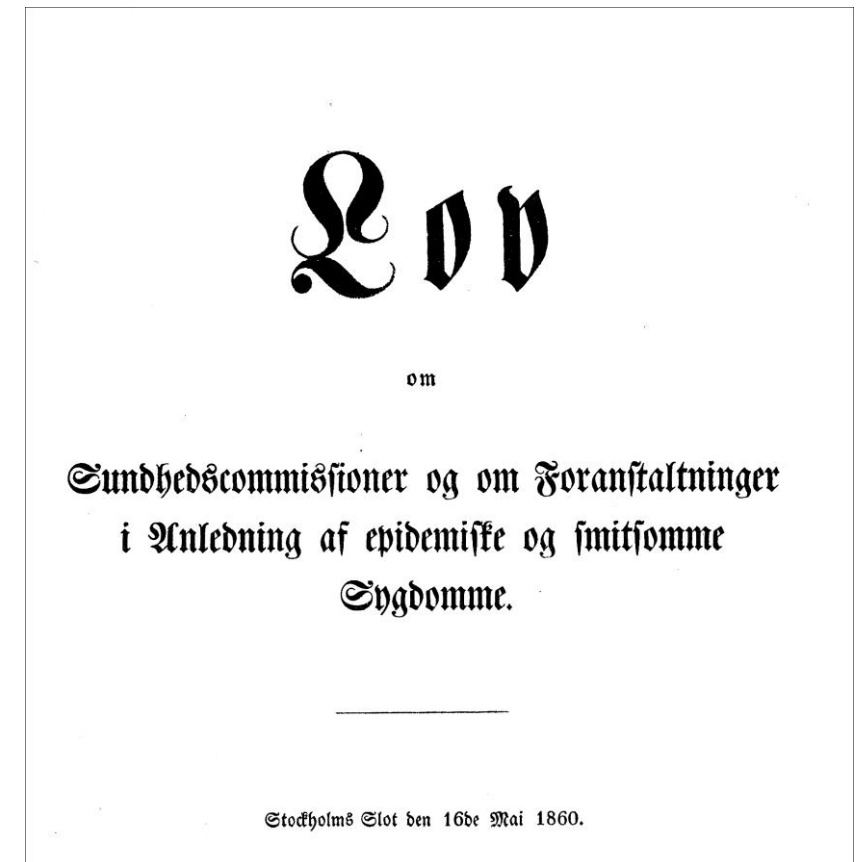 Lov
om
Sundhedscommissioner og om Foranstaltninger
i Anledning af epidemiske og smitsomme
Sygdomme.
Stockholms Slot den 16de Mai 1860.